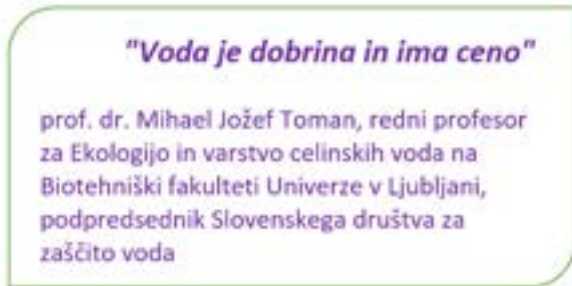 "Voda je dobrina in ima ceno"
prof. dr. Mihael Jožef Toman, redni profesor
za Ekologijo in varstvo celinskih voda na
Biotehniški fakulteti Univerze v Ljubljani,
podpredsednik Slovenskega društva za
zaščito voda